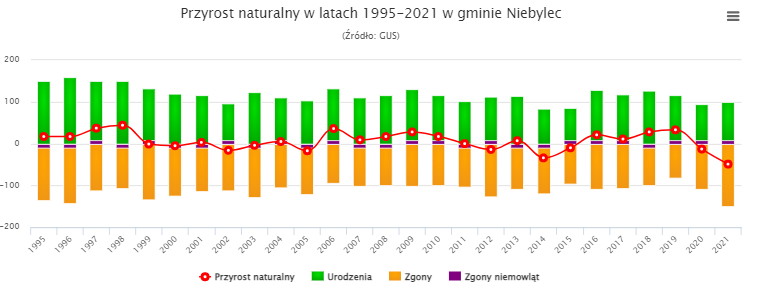 Przyrost naturalny w latach 1995-2021 w gminie Niebylec
(Źródło: GUS)
200
100
0
-100
-200
1995 1996 1997 1998 1999 2000 2001 2002 2003 2004 2005 2006 2007 2008 2009 2010 2011 2012 2013 2014 2015 2016 2017 2018 2019 2020 2021
Przyrost naturalny Urodzenia Zgony Zgony niemowląt